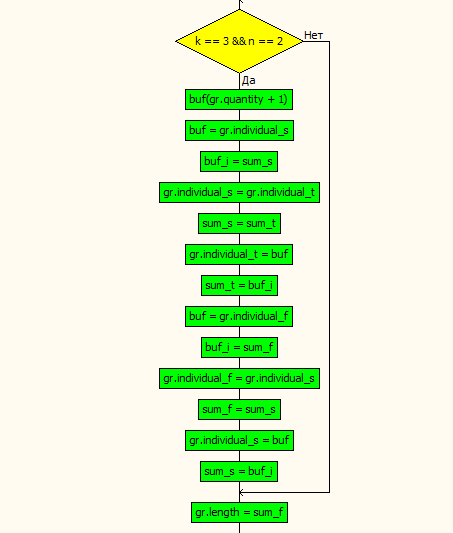 k == 3 && n == 2
Нет
Да
buf(gr.quantity + 1)
buf = gr.individual_s
buf_i = sum_s
gr.individual_s = gr.individual_t
sum_s = sum_t
gr.individual_t = buf
sum_t = buf_i
buf = gr.individual_f
buf_i = sum_f
gr.individual_f = gr.individual_s
sum_f = sum_s
gr.individual_s = buf
sum_s = buf_i
gr.length = sum_f